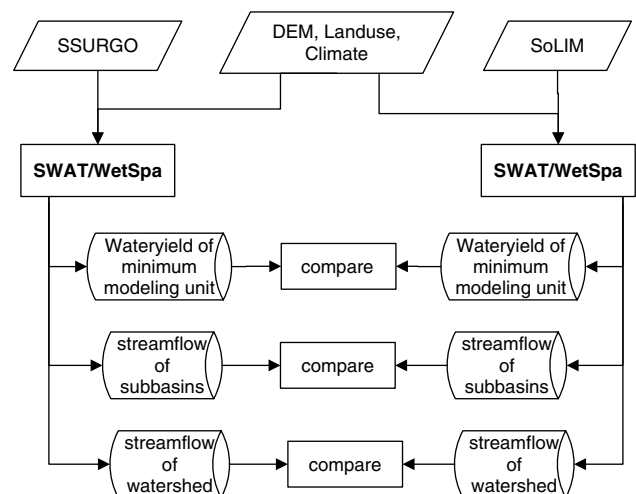 SSURGO
DEM, Landuse,
Climate
SoLIM
SWAT/WetSpa
SWAT/WetSpa
Wateryield of
minimum
modeling unit
compare
Wateryield of
minimum
modeling unit
streamflow
of
subbasins
compare
streamflow
of
subbasins
streamflow
of
watershed
compare
streamflow
of
watershed